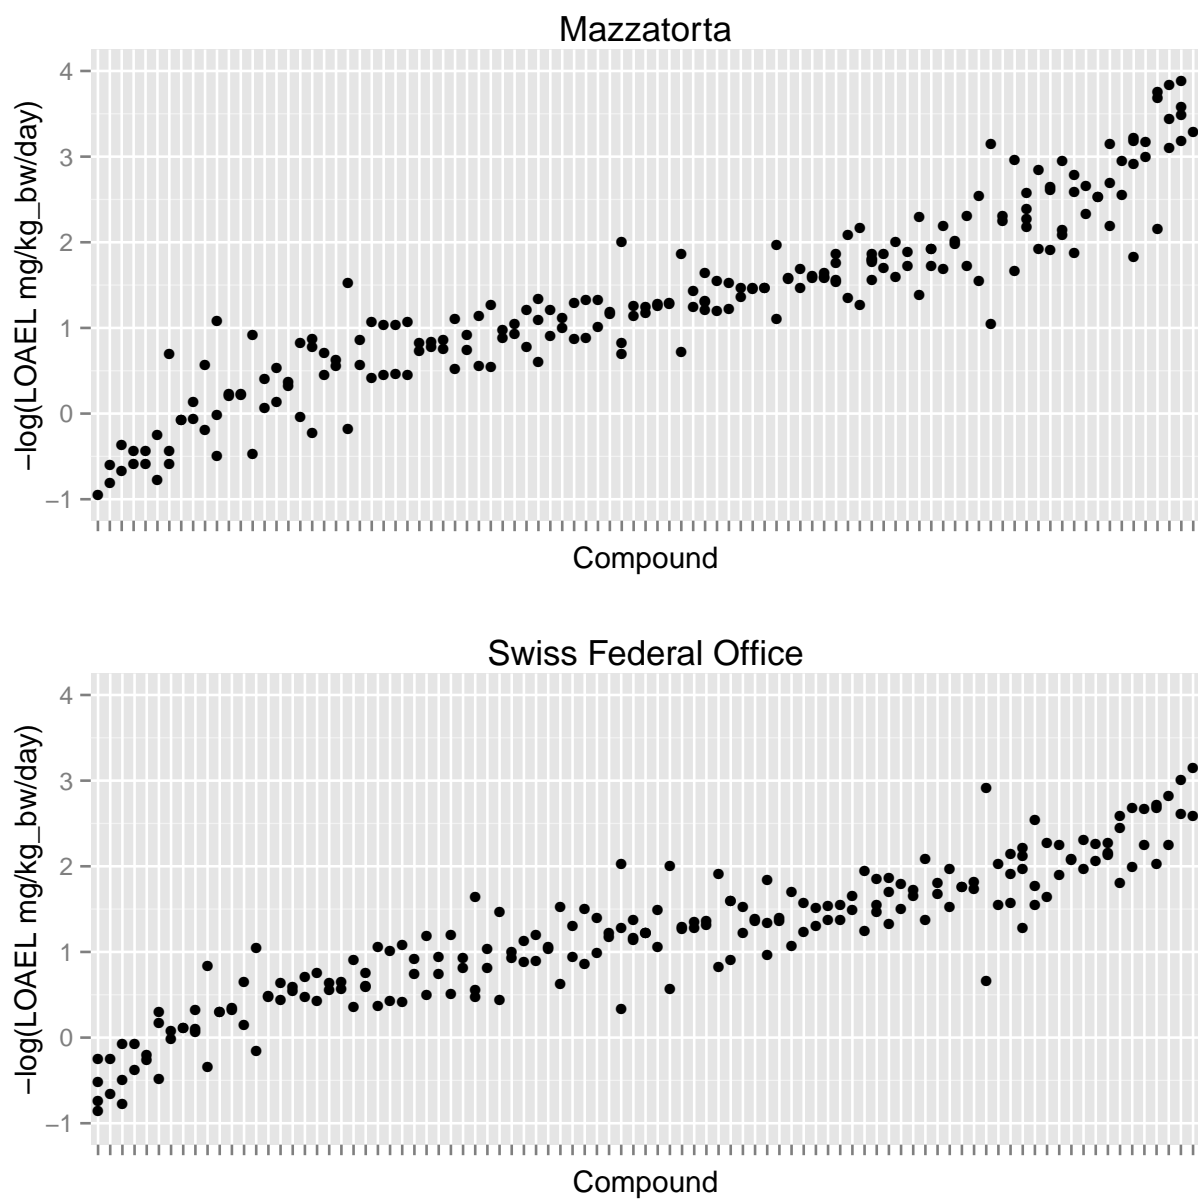 Mazzatorta
4
3
2
1
0
−1
−log(LOAEL mg/kg_bw/day)
Compound
Swiss Federal Office
4
3
2
1
0
−1
−log(LOAEL mg/kg_bw/day)
Compound